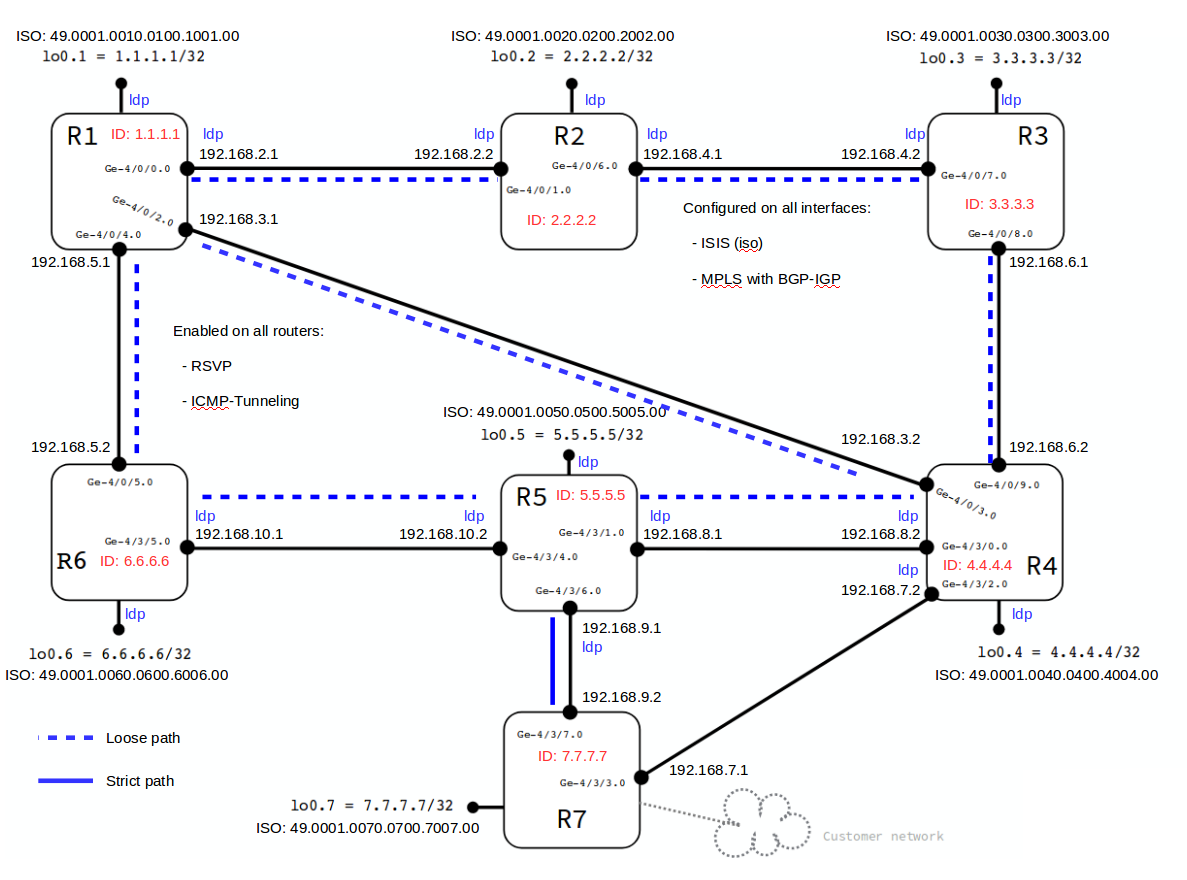 ISO: 49.0001.0010.0100.1001.00
lo0.1 = 1.1.1.1/32
ldp
ISO: 49.0001.0020.0200.2002.00
lo0.2 = 2.2.2.2/32
ldp
ISO: 49.0001.0030.0300.3003.00
lo0.3 = 3.3.3.3/32
ldp
R1 ID: 1.1.1.1
Ge-4/0/0.0
Ge-4/0/2.0
Ge-4/0/4.0
ldp
192.168.2.1
192.168.3.1
192.168.5.1
ldp
192.168.2.2
R2
Ge-4/0/6.0
Ge-4/0/1.0
ID: 2.2.2.2
ldp
192.168.4.1
ldp
192.168.4.2
R3
Ge-4/0/7.0
ID: 3.3.3.3
Ge-4/0/8.0
192.168.6.1
Configured on all interfaces:
- ISIS (iso)
- MPLS with BGP-IGP
Enabled on all routers:
- RSVP
- ICMP-Tunneling
ISO: 49.0001.0050.0500.5005.00
lo0.5 = 5.5.5.5/32
ldp
192.168.5.2
Ge-4/0/5.0
Ge-4/3/5.0
R6 ID: 6.6.6.6
ldp
192.168.10.1
ldp
192.168.10.2
R5 ID: 5.5.5.5
Ge-4/3/1.0
Ge-4/3/4.0
Ge-4/3/6.0
ldp
192.168.8.1
192.168.3.2
192.168.6.2
ldp
192.168.8.2
ldp
192.168.7.2
Ge-4/0/9.0
Ge-4/0/3.0
Ge-4/3/0.0
ID: 4.4.4.4 R4
Ge-4/3/2.0
ldp
lo0.6 = 6.6.6.6/32
ISO: 49.0001.0060.0600.6006.00
192.168.9.1
ldp
192.168.9.2
ldp
lo0.4 = 4.4.4.4/32
ISO: 49.0001.0040.0400.4004.00
Loose path
Strict path
Ge-4/3/7.0
ID: 7.7.7.7
Ge-4/3/3.0
R7
192.168.7.1
lo0.7 = 7.7.7.7/32
ISO: 49.0001.0070.0700.7007.00
Customer network